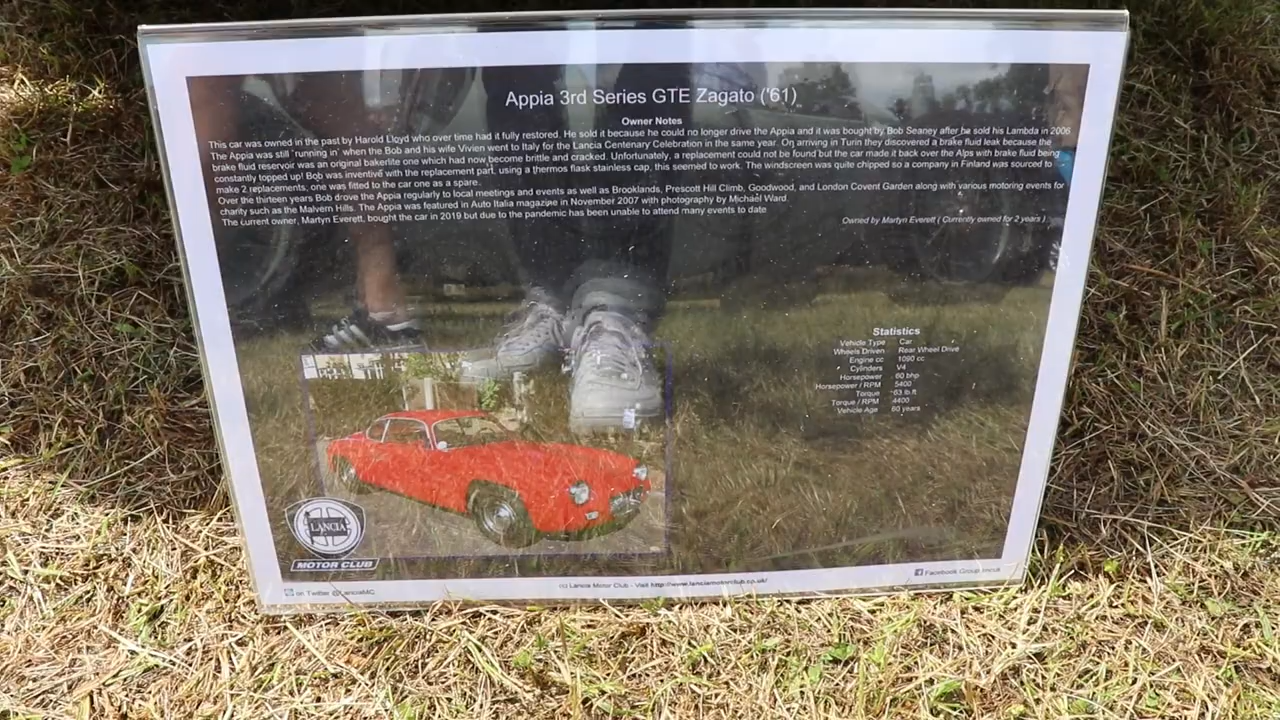 Appia 3rd Series GTE Zagato ('61)
Owner Notes
This car was owned in the past by Harold Lloyd who over time had it fully restored. He sold it because he could no longer drive the Appia and it was bought by Bob Seaney after he sold his Lambda in 2006
The Appia was still 'running in' when the Bob and his wife Vivien went to Italy for the Lancia Centenary Celebration in the same year. On arriving in Turin they discovered a brake fluid leak because the
brake fluid reservoir was an original bakerlite one which had now become brittle and cracked. Unfortunately, a replacement could not be found but the car made it back over the Alps with brake fluid being
constantly topped up! Bob was inventive with the replacement part, using a thermos flask stainless cap, this seemed to work. The windscreen was quite chipped so a company in Finland was sourced to
make 2 replacements, one was fitted to the car one as a spare.
Over the thirteen years Bob drove the Appia regularly to local meetings and events as well as Brooklands, Prescott Hill Climb, Goodwood, and London Covent Garden along with various motoring events for
charity such as the Malvern Hills. The Appia was featured in Auto Italia magazine in November 2007 with photography by Michael Ward.
The current owner, Martyn Everett, bought the car in 2019 but due to the pandemic has been unable to attend many events to date
Owned by Martyn Everett ( Currently owned for 2 years )
Statistics
Vehicle Type Car
Wheels Driven Rear Wheel Drive
Engine cc 1090 cc
Cylinders V4
Horsepower 60 bhp
Horsepower / RPM 5400
Torque ~63 lb.ft
Torque / RPM 4400
Vehicle Age 60 years
LANCIA
MOTOR CLUB
on Twitter @LanciaMC
(c) Lancia Motor Club - Visit http://www.lanciamotorclub.co.uk/
Facebook Group